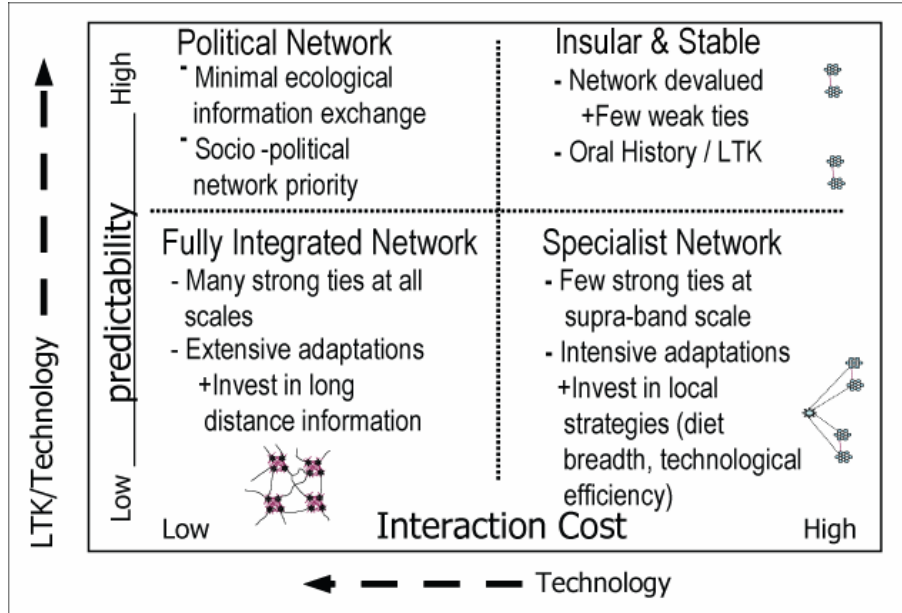 Political Network
- Minimal ecological
information exchange
- Socio -political
network priority
Insular & Stable
- Network devalued
+Few weak ties
- Oral History / LTK
Fully Integrated Network
- Many strong ties at all
scales
- Extensive adaptations
+Invest in long
distance information
Specialist Network
- Few strong ties at
supra-band scale
- Intensive adaptations
+Invest in local
strategies (diet
breadth, technological
efficiency)
High
predictability
Low
LTK/Technology
Low
Interaction Cost
High
Technology